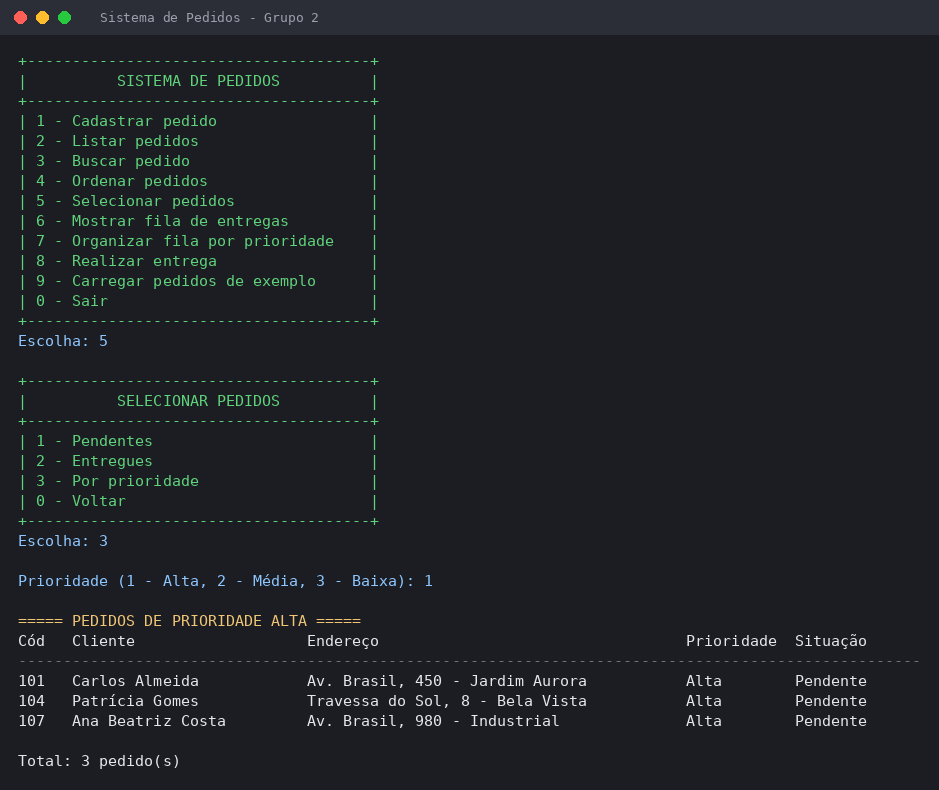 Sistema de Pedidos - Grupo 2
+--------------------------------------+
|          SISTEMA DE PEDIDOS          |
+--------------------------------------+
| 1 - Cadastrar pedido                 |
| 2 - Listar pedidos                   |
| 3 - Buscar pedido                    |
| 4 - Ordenar pedidos                  |
| 5 - Selecionar pedidos               |
| 6 - Mostrar fila de entregas         |
| 7 - Organizar fila por prioridade    |
| 8 - Realizar entrega                 |
| 9 - Carregar pedidos de exemplo      |
| 0 - Sair                             |
+--------------------------------------+
Escolha: 5
+--------------------------------------+
|          SELECIONAR PEDIDOS          |
+--------------------------------------+
| 1 - Pendentes                        |
| 2 - Entregues                        |
| 3 - Por prioridade                   |
| 0 - Voltar                           |
+--------------------------------------+
Escolha: 3
Prioridade (1 - Alta, 2 - Média, 3 - Baixa): 1
===== PEDIDOS DE PRIORIDADE ALTA =====
Cód   Cliente                   Endereço                                  Prioridade  Situação
----------------------------------------------------------------------------------------------------
101   Carlos Almeida            Av. Brasil, 450 - Jardim Aurora           Alta        Pendente
104   Patrícia Gomes            Travessa do Sol, 8 - Bela Vista           Alta        Pendente
107   Ana Beatriz Costa         Av. Brasil, 980 - Industrial              Alta        Pendente
Total: 3 pedido(s)